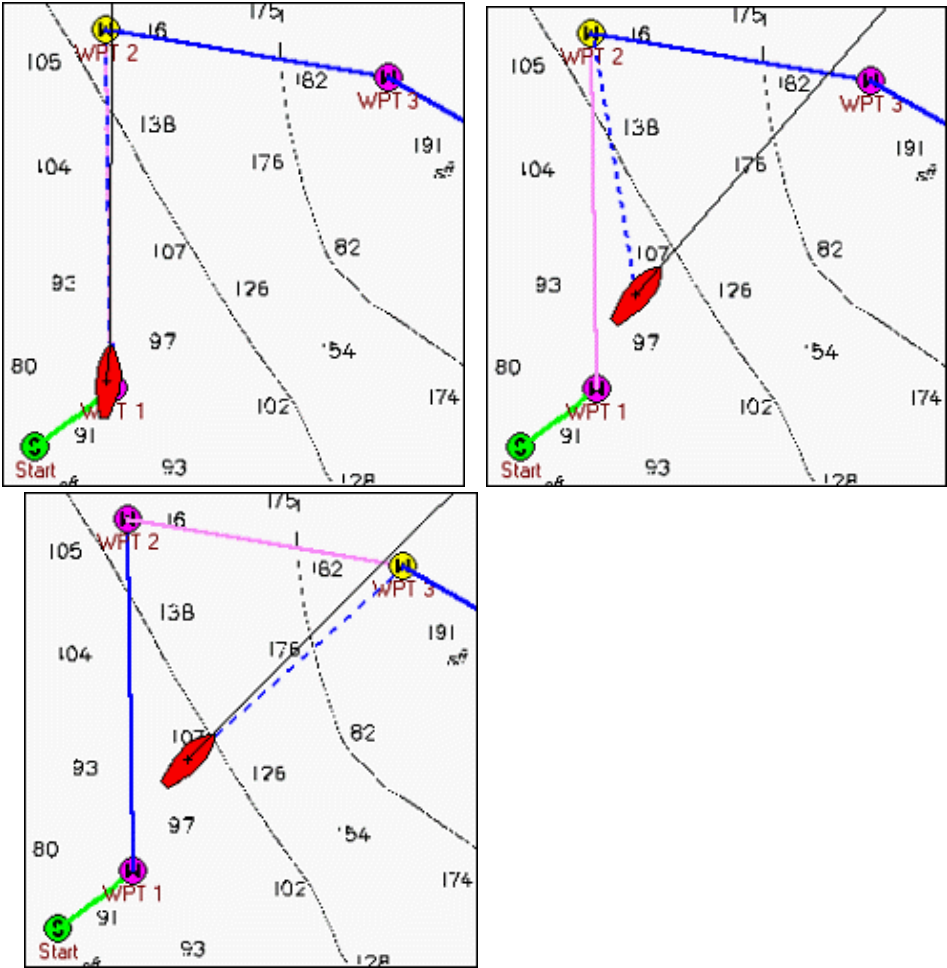 175
W 16
WPT 2
105
182 W
WPT 3
138
191
104
176
107 82
93 126
97
154
80
W
WPT 1 102 174
91
S
Start 93
128
175
W 16
WPT 2
105
182 W
WPT 3
138
191
104 176
107 82
93 126
97 154
80
W
WPT 1 102 174
91
S
Start 93
128
175
W 16
WPT 2
105
182 W
WPT 3
138
191
104 176
107 82
93 126
97 154
80
W
WPT 1 102 174
91
S
Start 93
128